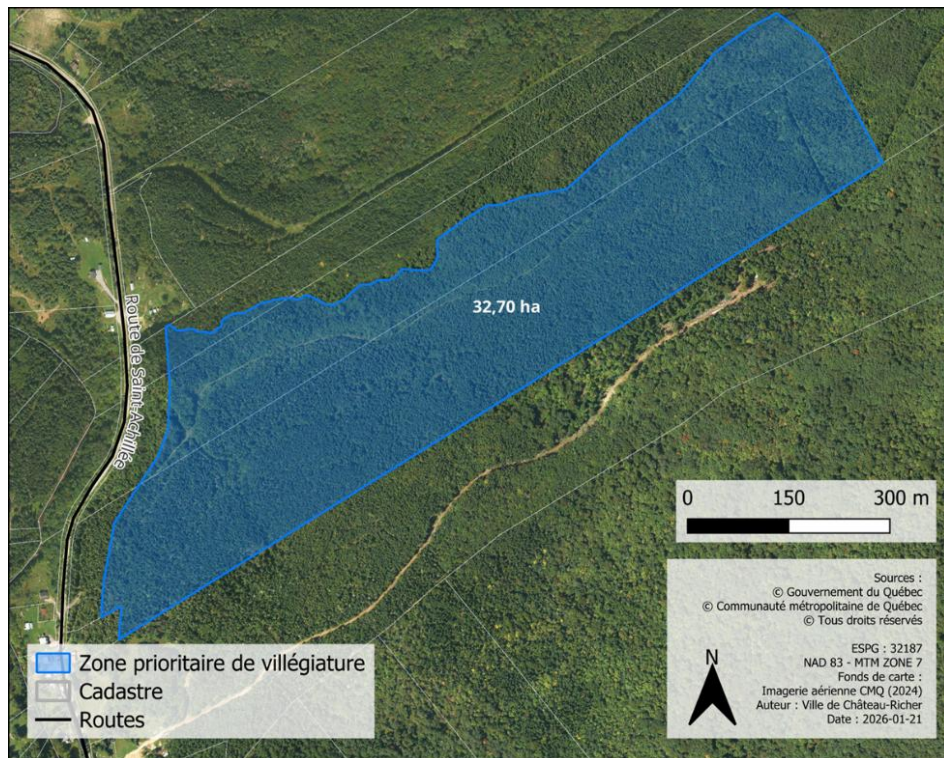 32,70 ha
Route de Saint-Achillée
0 150 300 m
Zone prioritaire de villégiature
Cadastre
Routes
Sources :
© Gouvernement du Québec
© Communauté métropolitaine de Québec
© Tous droits réservés
ESPG : 32187
NAD 83 - MTM ZONE 7
Fonds de carte :
Imagerie aérienne CMQ (2024)
Auteur : Ville de Château-Richer
Date : 2026-01-21
N